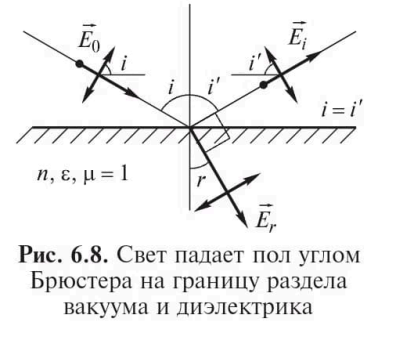 E⃗₀
i
i
i'
i'
E⃗ᵢ
i = i'
n, ε, μ = 1
r
E⃗ᵣ
Рис. 6.8. Свет падает пол углом
Брюстера на границу раздела
вакуума и диэлектрика